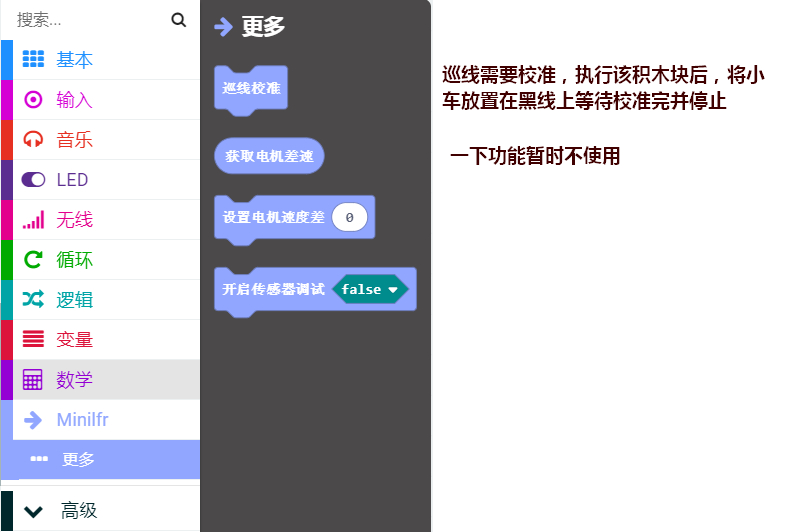 搜索...
基本
输入
音乐
LED
无线
循环
逻辑
变量
数学
Minilfr
更多
高级
更多
巡线校准
获取电机差速
设置电机速度差 0
开启传感器调试 false
巡线需要校准，执行该积木块后，将小
车放置在黑线上等待校准完并停止
一下功能暂时不使用